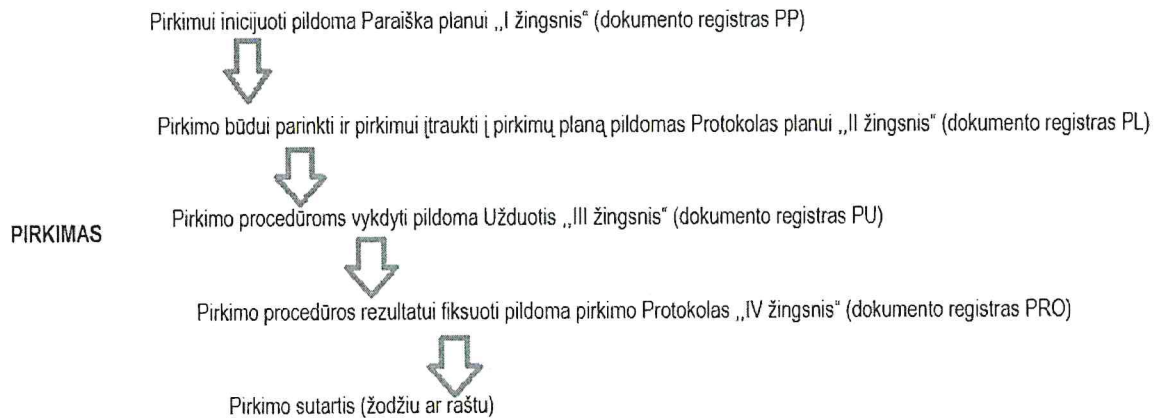 Pirkimui inicijuoti pildoma Paraiška planui ,,I žingsnis“ (dokumento registras PP)
Pirkimo būdui parinkti ir pirkimui įtraukti į pirkimų planą pildomas Protokolas planui ,,II žingsnis“ (dokumento registras PL)
Pirkimo procedūroms vykdyti pildoma Užduotis ,,III žingsnis“ (dokumento registras PU)
PIRKIMAS
Pirkimo procedūros rezultatui fiksuoti pildoma pirkimo Protokolas ,,IV žingsnis“ (dokumento registras PRO)
Pirkimo sutartis (žodžiu ar raštu)